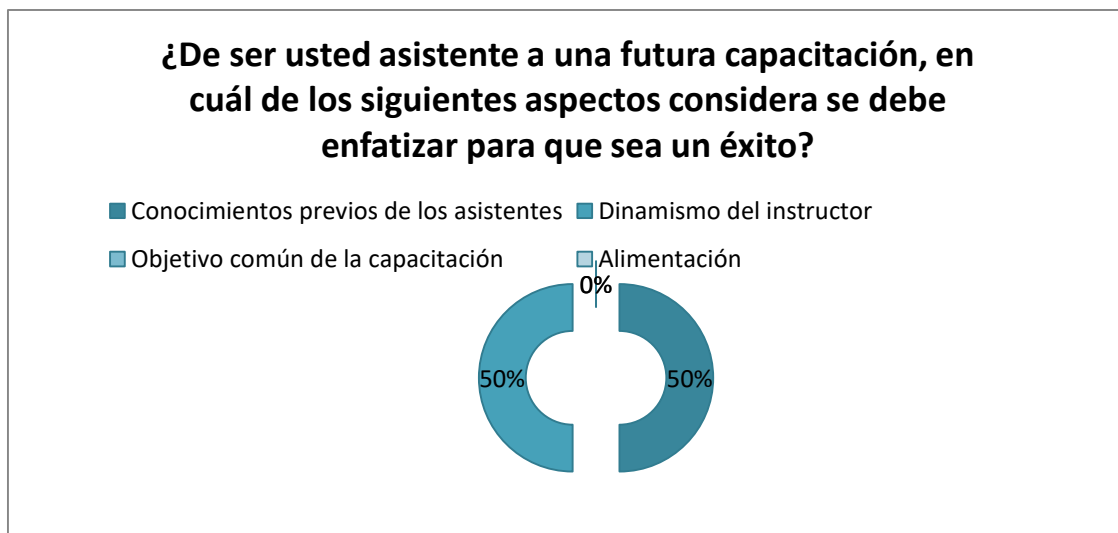 ¿De ser usted asistente a una futura capacitación, en
cuál de los siguientes aspectos considera se debe
enfatizar para que sea un éxito?
Conocimientos previos de los asistentes
Dinamismo del instructor
Objetivo común de la capacitación
Alimentación
0%
50%
50%